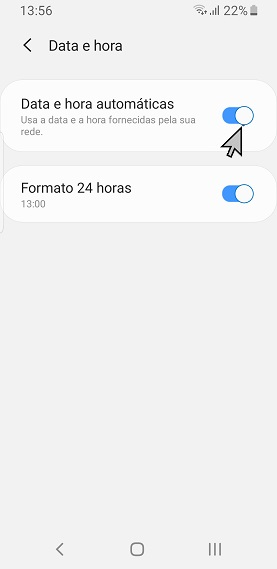 13:56 22%
Data e hora
Data e hora automáticas
Usa a data e a hora fornecidas pela sua
rede.
Formato 24 horas
13:00